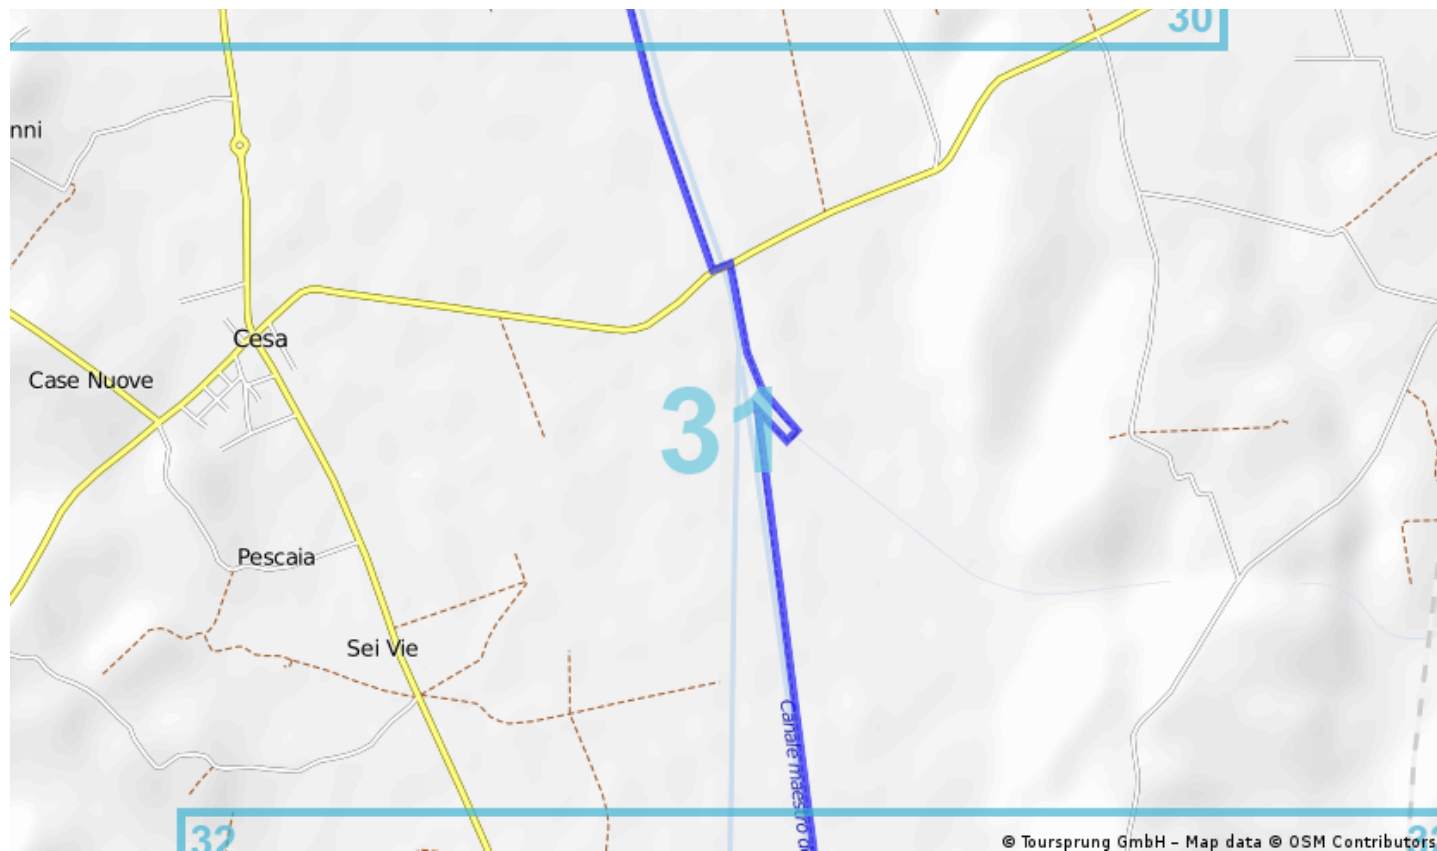 30
nni
Cesa
Case Nuove
31
Pescaia
Sei Vie
Canale maestro d
32
© Toursprung GmbH – Map data © OSM Contributors